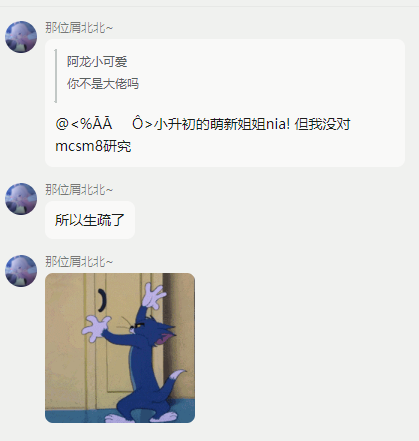 那位屑北北~
阿龙小可爱
你不是大佬吗
@<%ĀĀ Ô>小升初的萌新姐姐nia! 但我没对
mcsm8研究
那位屑北北~
所以生疏了
那位屑北北~